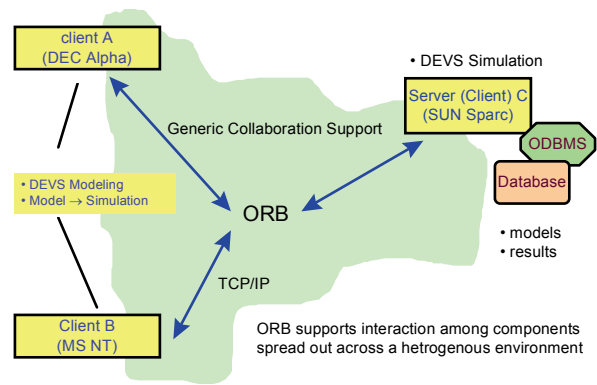 client A
(DEC Alpha)
• DEVS Simulation
Server (Client) C
(SUN Sparc)
ODBMS
Database
Generic Collaboration Support
• DEVS Modeling
• Model → Simulation
ORB
• models
• results
TCP/IP
Client B
(MS NT)
ORB supports interaction among components
spread out across a hetrogenous environment